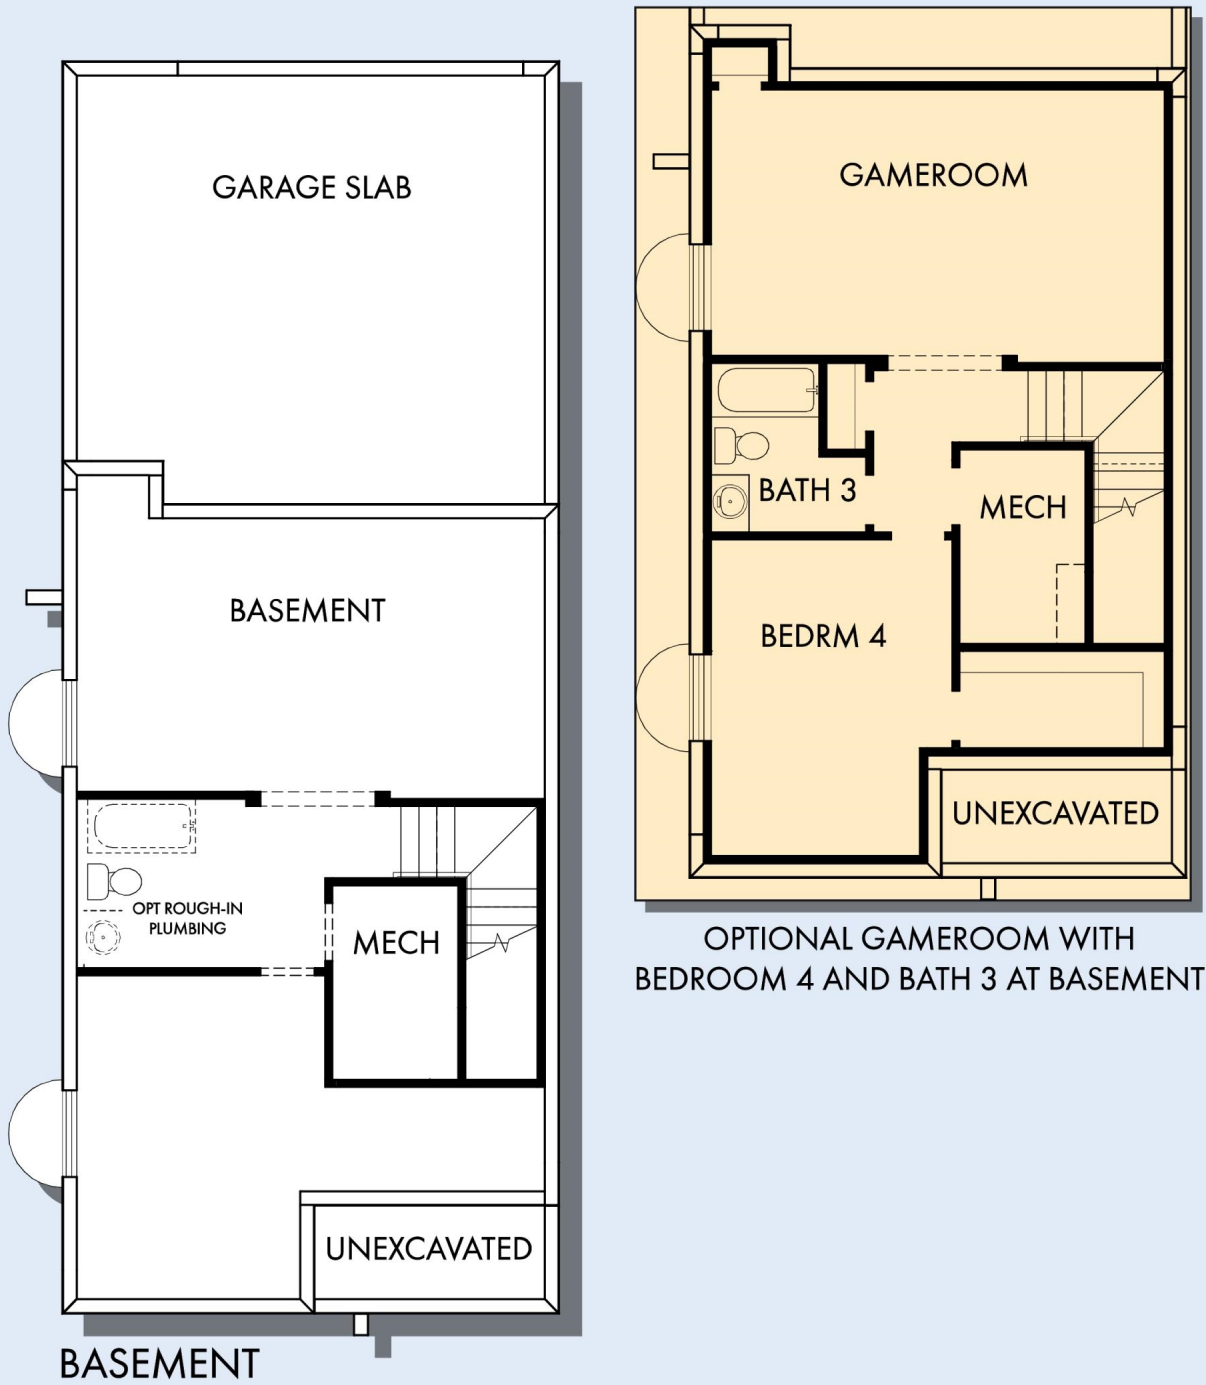 GARAGE SLAB
BASEMENT
OPT ROUGH-IN
PLUMBING
MECH
UNEXCAVATED
BASEMENT
GAMEROOM
BATH 3
MECH
BEDRM 4
UNEXCAVATED
OPTIONAL GAMEROOM WITH
BEDROOM 4 AND BATH 3 AT BASEMENT